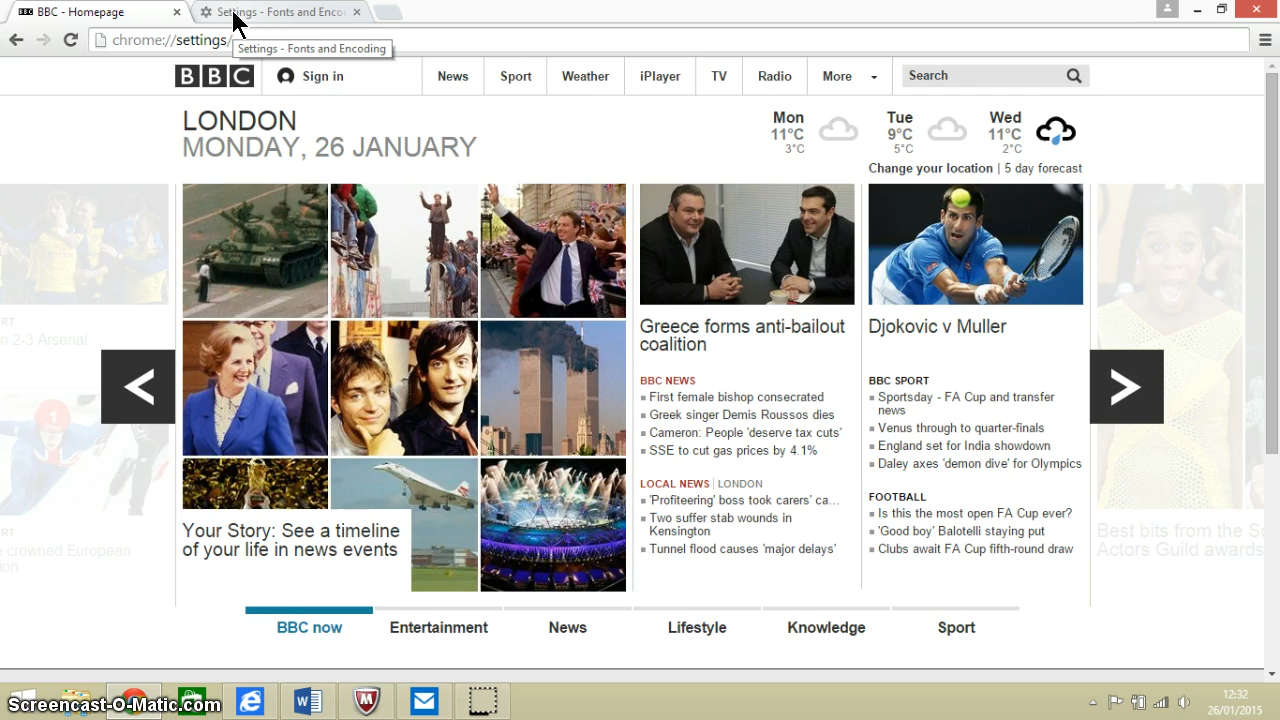 BBC - Homepage
Settings - Fonts and Enco
chrome://settings/
Settings - Fonts and Encoding
BBC
Sign in
News
Sport
Weather
iPlayer
TV
Radio
More
Search
LONDON
MONDAY, 26 JANUARY
Mon
11°C
3°C
Tue
9°C
5°C
Wed
11°C
2°C
Change your location | 5 day forecast
RT
n 2-3 Arsenal
RT
crowned European
on
Your Story: See a timeline
of your life in news events
Greece forms anti-bailout
coalition
BBC NEWS
First female bishop consecrated
Greek singer Demis Roussos dies
Cameron: People 'deserve tax cuts'
SSE to cut gas prices by 4.1%
LOCAL NEWS | LONDON
'Profiteering' boss took carers' ca...
Two suffer stab wounds in
Kensington
Tunnel flood causes 'major delays'
Djokovic v Muller
BBC SPORT
Sportsday - FA Cup and transfer
news
Venus through to quarter-finals
England set for India showdown
Daley axes 'demon dive' for Olympics
FOOTBALL
Is this the most open FA Cup ever?
'Good boy' Balotelli staying put
Clubs await FA Cup fifth-round draw
Best bits from the Sc
Actors Guild awards
BBC now
Entertainment
News
Lifestyle
Knowledge
Sport
Screencast-O-Matic.com
12:32
26/01/2015